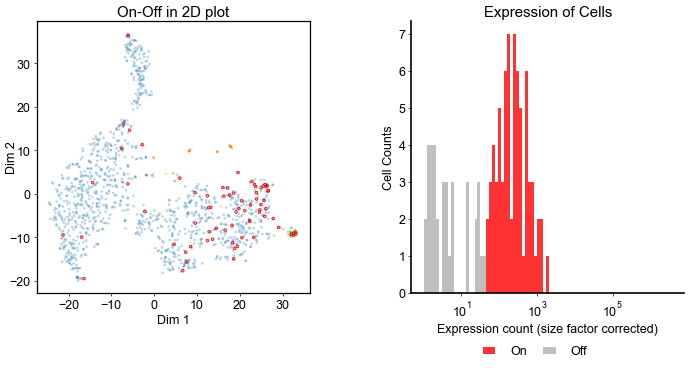 On-Off in 2D plot
30
20
10
0
−10
−20
Dim 2
−20 −10 0 10 20 30
Dim 1
Expression of Cells
7
6
5
4
3
2
1
0
Cell Counts
10^1 10^3 10^5
Expression count (size factor corrected)
On Off